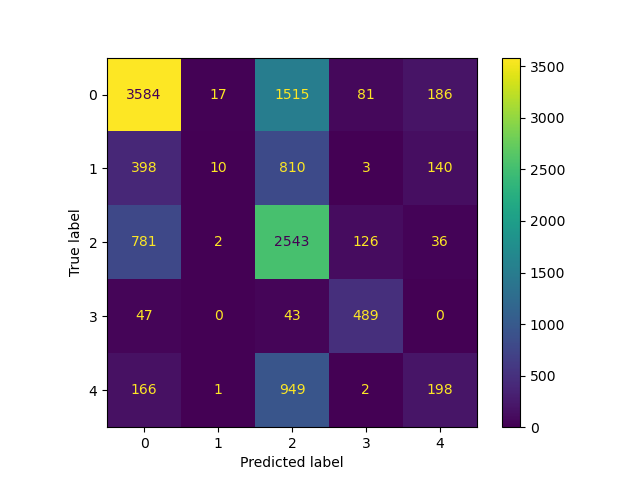 0 3584 17 1515 81 186
1 398 10 810 3 140
2 781 2 2543 126 36
3 47 0 43 489 0
4 166 1 949 2 198
0 1 2 3 4
Predicted label
True label
3500
3000
2500
2000
1500
1000
500
0